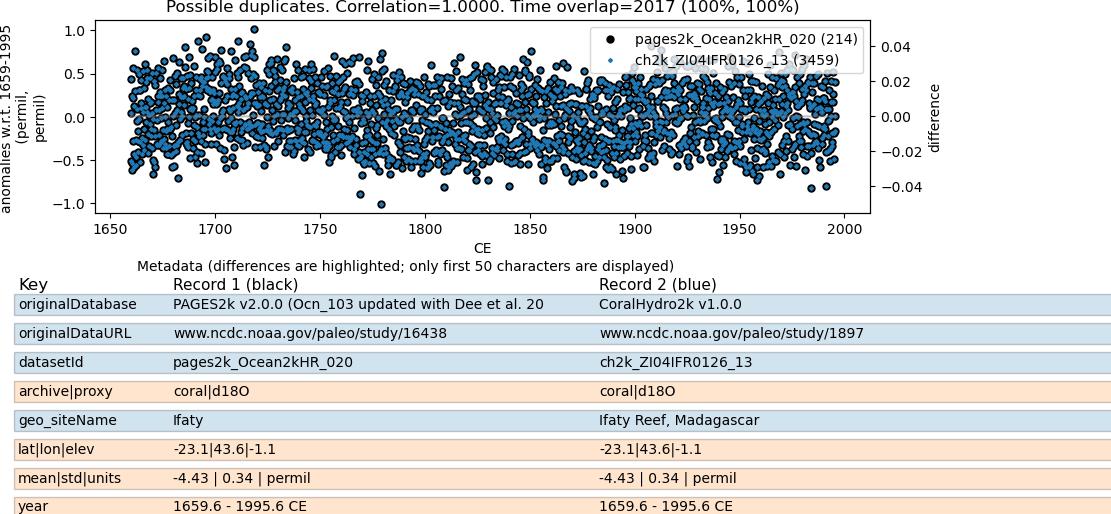 Possible duplicates. Correlation=1.0000. Time overlap=2017 (100%, 100%)
anomalies w.r.t. 1659-1995
(permil,
permil)
1.0
0.5
0.0
−0.5
−1.0
pages2k_Ocean2kHR_020 (214)
ch2k_ZI04IFR0126_13 (3459)
0.04
0.02
0.00
−0.02
−0.04
difference
1650 1700 1750 1800 1850 1900 1950 2000
CE
Metadata (differences are highlighted; only first 50 characters are displayed)
Key Record 1 (black) Record 2 (blue)
originalDatabase PAGES2k v2.0.0 (Ocn_103 updated with Dee et al. 20 CoralHydro2k v1.0.0
originalDataURL www.ncdc.noaa.gov/paleo/study/16438 www.ncdc.noaa.gov/paleo/study/1897
datasetId pages2k_Ocean2kHR_020 ch2k_ZI04IFR0126_13
archive|proxy coral|d18O coral|d18O
geo_siteName Ifaty Ifaty Reef, Madagascar
lat|lon|elev -23.1|43.6|-1.1 -23.1|43.6|-1.1
mean|std|units -4.43 | 0.34 | permil -4.43 | 0.34 | permil
year 1659.6 - 1995.6 CE 1659.6 - 1995.6 CE